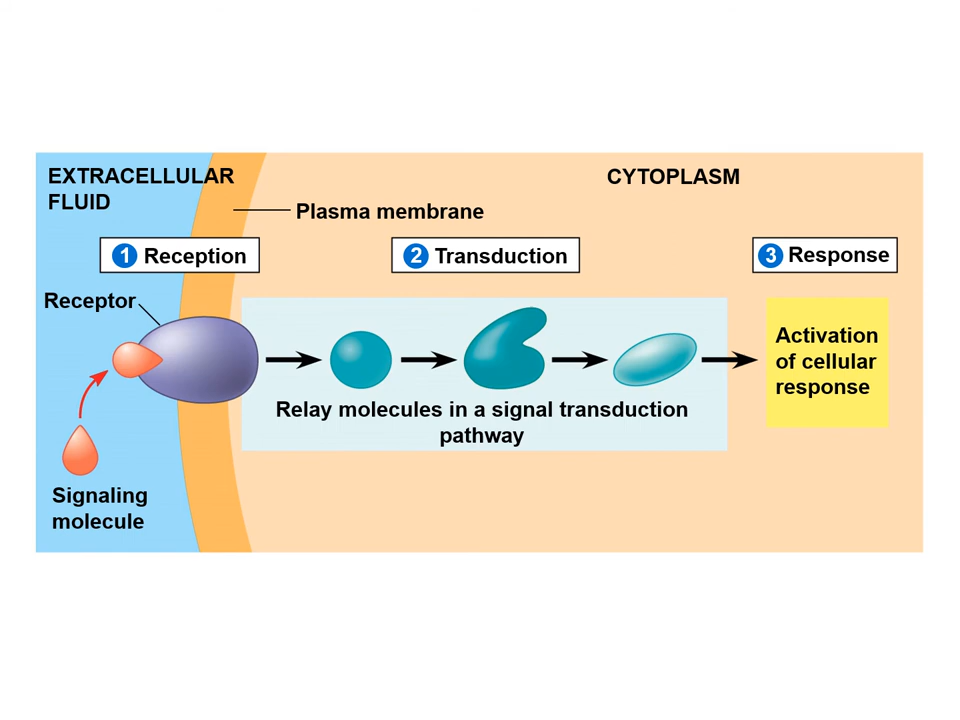 EXTRACELLULAR
FLUID
CYTOPLASM
Plasma membrane
1 Reception
2 Transduction
3 Response
Receptor
Activation
of cellular
response
Relay molecules in a signal transduction
pathway
Signaling
molecule